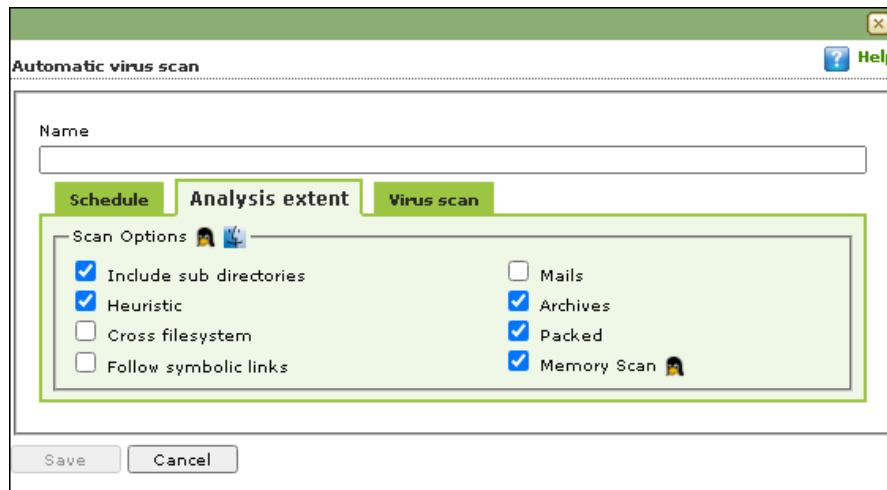 Automatic virus scan
Help
Name
Schedule Analysis extent Virus scan
Scan Options
Include sub directories Mails
Heuristic Archives
Cross filesystem Packed
Follow symbolic links Memory Scan
Save Cancel